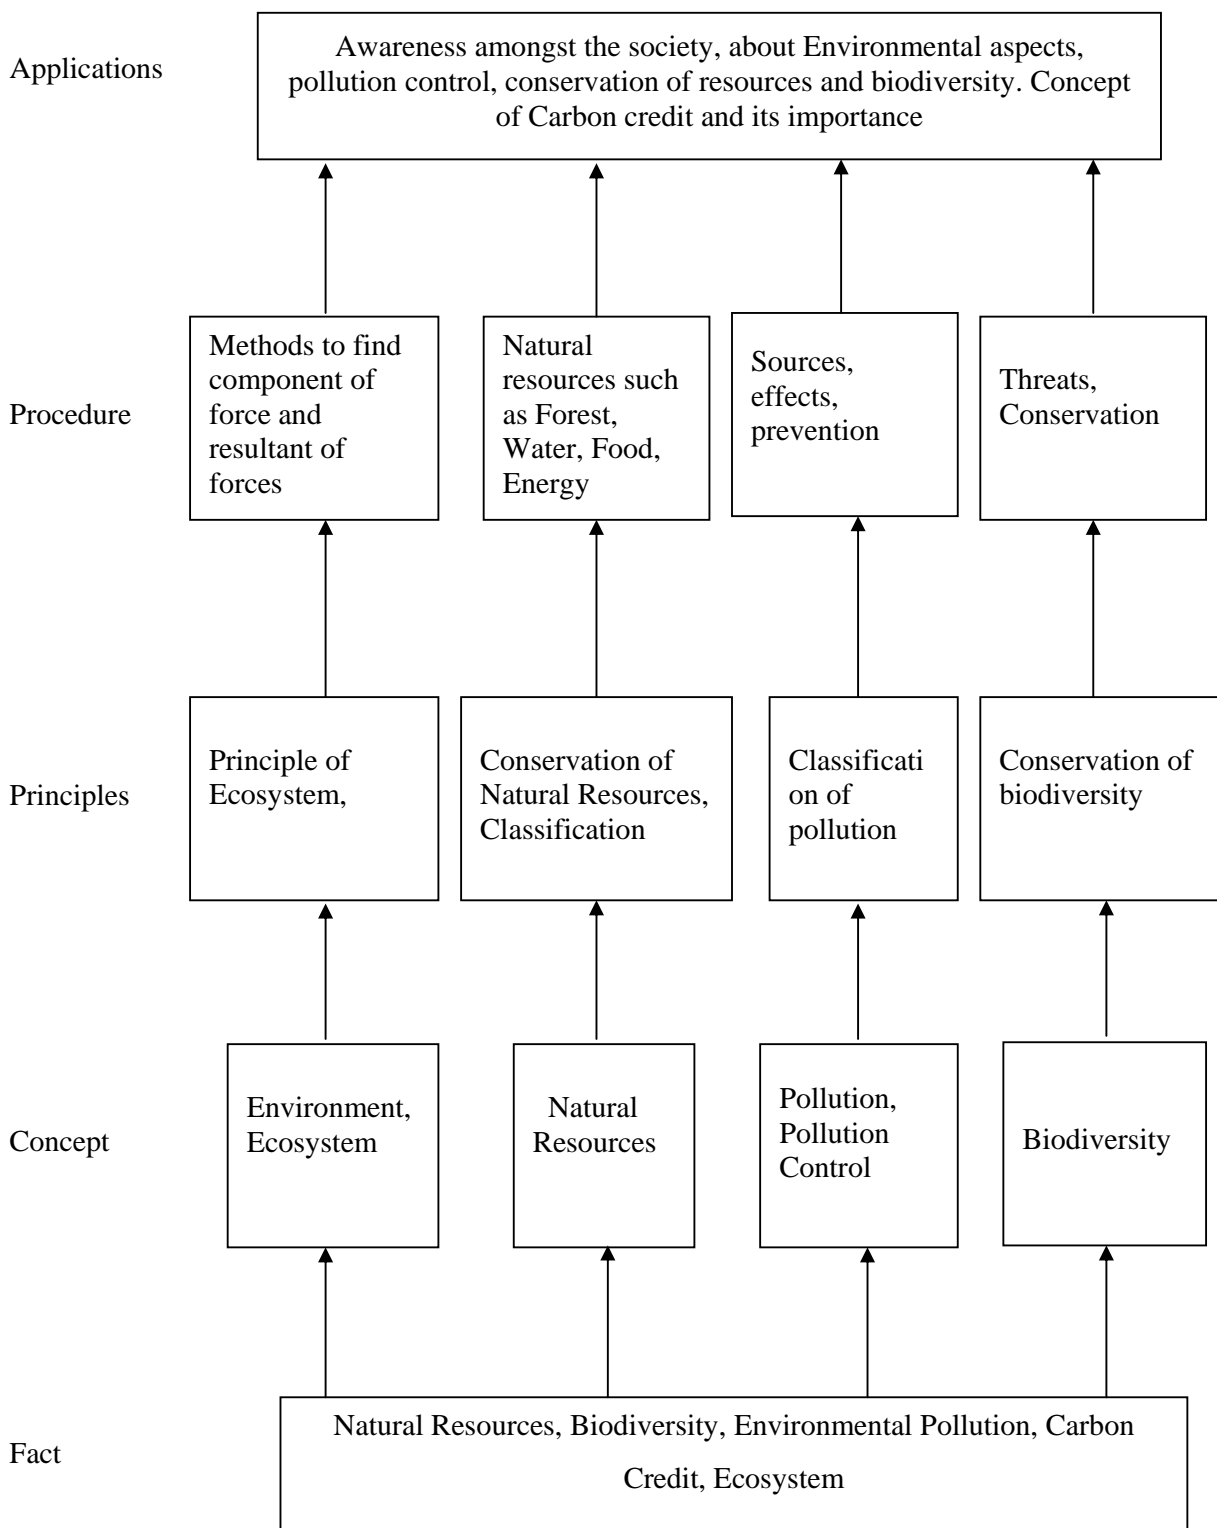 Applications
Awareness amongst the society, about Environmental aspects,
pollution control, conservation of resources and biodiversity. Concept
of Carbon credit and its importance
Procedure
Methods to find
component of
force and
resultant of
forces
Natural
resources such
as Forest,
Water, Food,
Energy
Sources,
effects,
prevention
Threats,
Conservation
Principles
Principle of
Ecosystem,
Conservation of
Natural Resources,
Classification
Classificati
on of
pollution
Conservation of
biodiversity
Concept
Environment,
Ecosystem
Natural
Resources
Pollution,
Pollution
Control
Biodiversity
Fact
Natural Resources, Biodiversity, Environmental Pollution, Carbon
Credit, Ecosystem